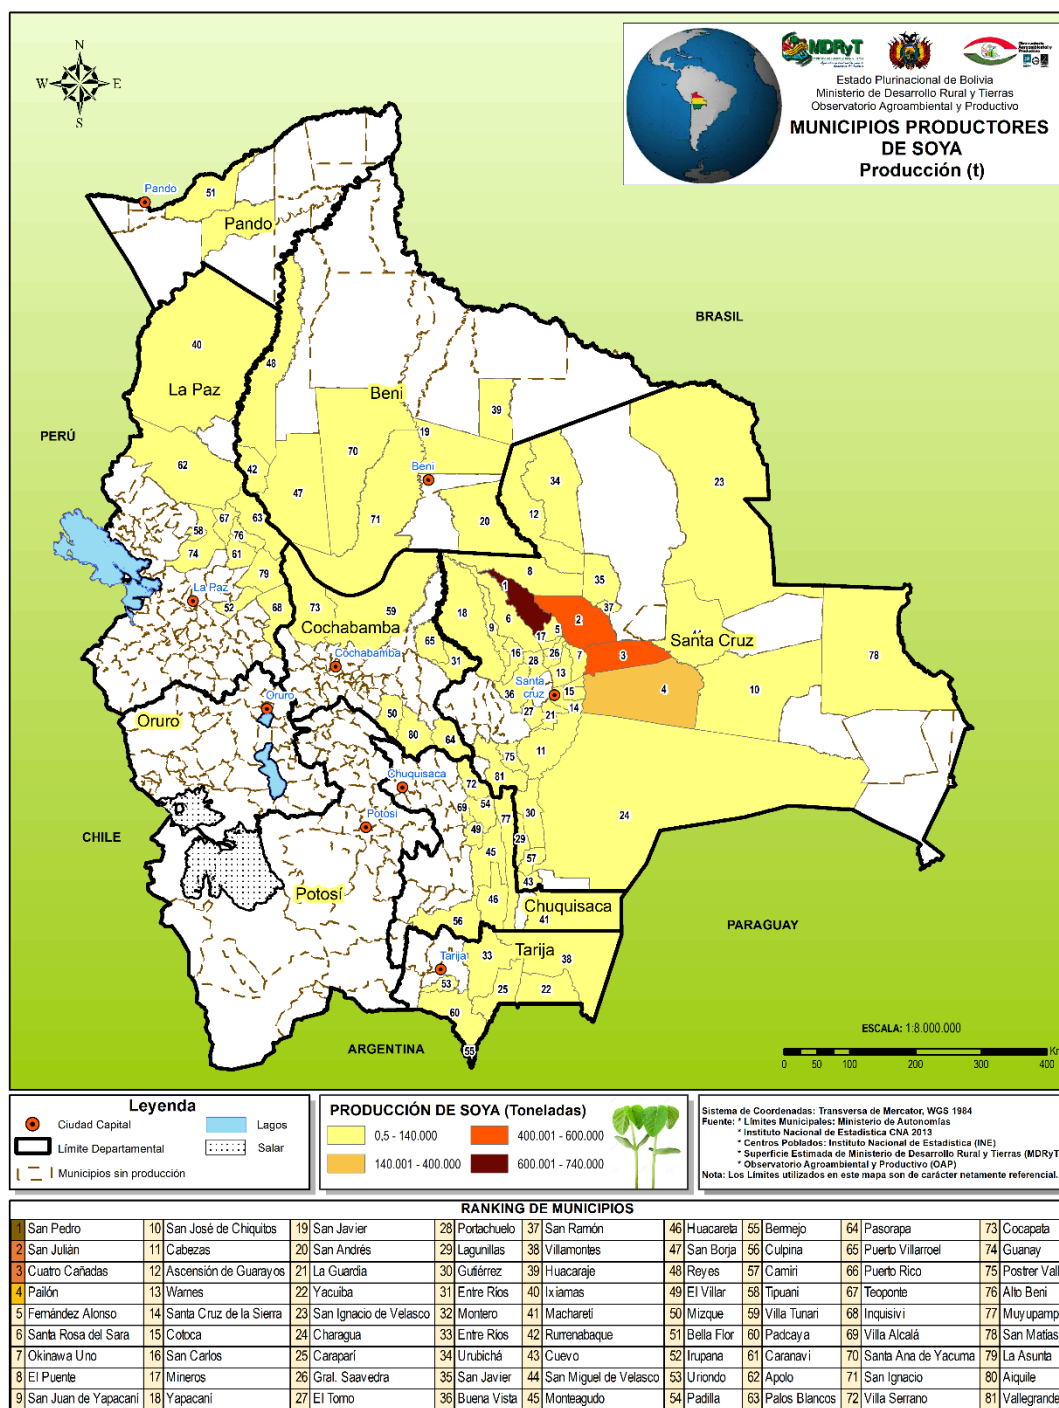 N
W E
S
MDRyT
Estado Plurinacional de Bolivia
Ministerio de Desarrollo Rural y Tierras
Observatorio Agroambiental y Productivo
MUNICIPIOS PRODUCTORES
DE SOYA
Producción (t)
Pando
51
Pando
BRASIL
40
48
La Paz
Beni
39
PERÚ
19
70
62
42
Beni
23
34
47
12
67
63
71
20
58
76
74
61
8
79
1
35
La Paz
52
68
73
59
18
6
2
37
Cochabamba
9
17
5
65
Santa Cruz
16
26
7
3
78
31
28
13
Cochabamba
Santa
cruz
15
4
10
36
Oruro
50
27
21
14
Oruro
80
64
11
75
Chuquisaca
72
81
69
54
30
24
Potosí
77
49
29
CHILE
45
57
43
Potosí
46
Chuquisaca
56
41
PARAGUAY
Tarija
Tarija
33
38
53
25
22
60
ESCALA: 1:8.000.000
ARGENTINA
55
0 50 100 200 300 400
Leyenda
Ciudad Capital
Lagos
Límite Departamental
Salar
Municipios sin producción
PRODUCCIÓN DE SOYA (Toneladas)
0,5 - 140.000
400.001 - 600.000
140.001 - 400.000
600.001 - 740.000
Sistema de Coordenadas: Transversa de Mercator, WGS 1984
Fuente: * Límites Municipales: Ministerio de Autonomías
* Instituto Nacional de Estadística CNA 2013
* Centros Poblados: Instituto Nacional de Estadística (INE)
* Superficie Estimada de Ministerio de Desarrollo Rural y Tierras (MDRyT
* Observatorio Agroambiental y Productivo (OAP)
Nota: Los Límites utilizados en este mapa son de carácter netamente referencial.
RANKING DE MUNICIPIOS
1 San Pedro 10 San José de Chiquitos 19 San Javier 28 Portachuelo 37 San Ramón 46 Huacareta 55 Bermejo 64 Pasorapa 73 Cocapata
2 San Julián 11 Cabezas 20 San Andrés 29 Lagunillas 38 Villamontes 47 San Borja 56 Culpina 65 Puerto Villarroel 74 Guanay
3 Cuatro Cañadas 12 Ascensión de Guarayos 21 La Guardia 30 Gutiérrez 39 Huacaraje 48 Reyes 57 Camiri 66 Puerto Rico 75 Postrer Vall
4 Pailón 13 Warnes 22 Yacuiba 31 Entre Ríos 40 Ixiamas 49 El Villar 58 Tipuani 67 Teoponte 76 Alto Beni
5 Fernández Alonso 14 Santa Cruz de la Sierra 23 San Ignacio de Velasco 32 Montero 41 Macharetí 50 Mizque 59 Villa Tunari 68 Inquisivi 77 Muyupamp
6 Santa Rosa del Sara 15 Cotoca 24 Charagua 33 Entre Ríos 42 Rurrenabaque 51 Bella Flor 60 Padcaya 69 Villa Alcalá 78 San Matías
7 Okinawa Uno 16 San Carlos 25 Caraparí 34 Urubichá 43 Cuevo 52 Irupana 61 Caranavi 70 Santa Ana de Yacuma 79 La Asunta
8 El Puente 17 Mineros 26 Gral. Saavedra 35 San Javier 44 San Miguel de Velasco 53 Uriondo 62 Apolo 71 San Ignacio 80 Aiquile
9 San Juan de Yapacaní 18 Yapacaní 27 El Torno 36 Buena Vista 45 Monteagudo 54 Padilla 63 Palos Blancos 72 Villa Serrano 81 Vallegrande